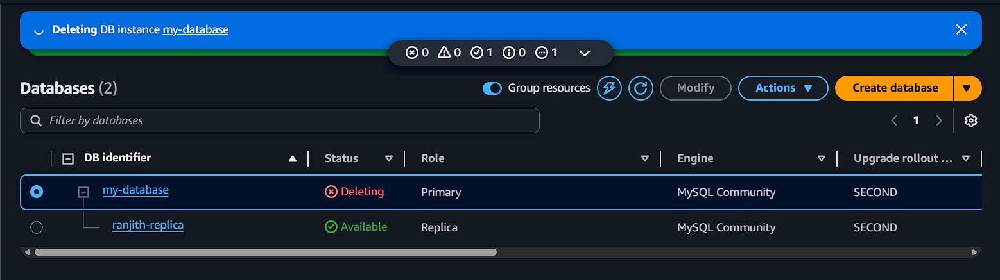 Deleting DB instance my-database
0 0 1 0 1
Databases (2) Group resources Modify Actions Create database
Filter by databases 1
DB identifier Status Role Engine Upgrade rollout ...
my-database Deleting Primary MySQL Community SECOND
ranjith-replica Available Replica MySQL Community SECOND